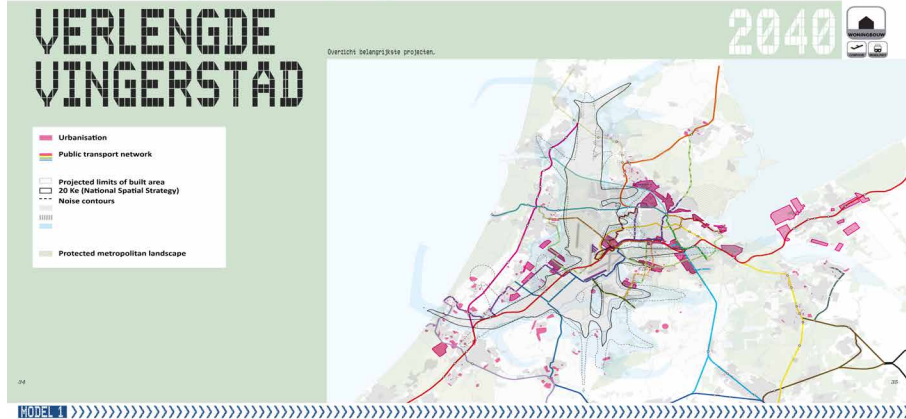 VERLENGDE
VINGERSTAD
Overzicht belangrijkste projecten.
2040
WONINGBOUW
Urbanisation
Public transport network
Projected limits of built area
20 Ke (National Spatial Strategy)
Noise contours
Protected metropolitan landscape
34
35
MODEL 1